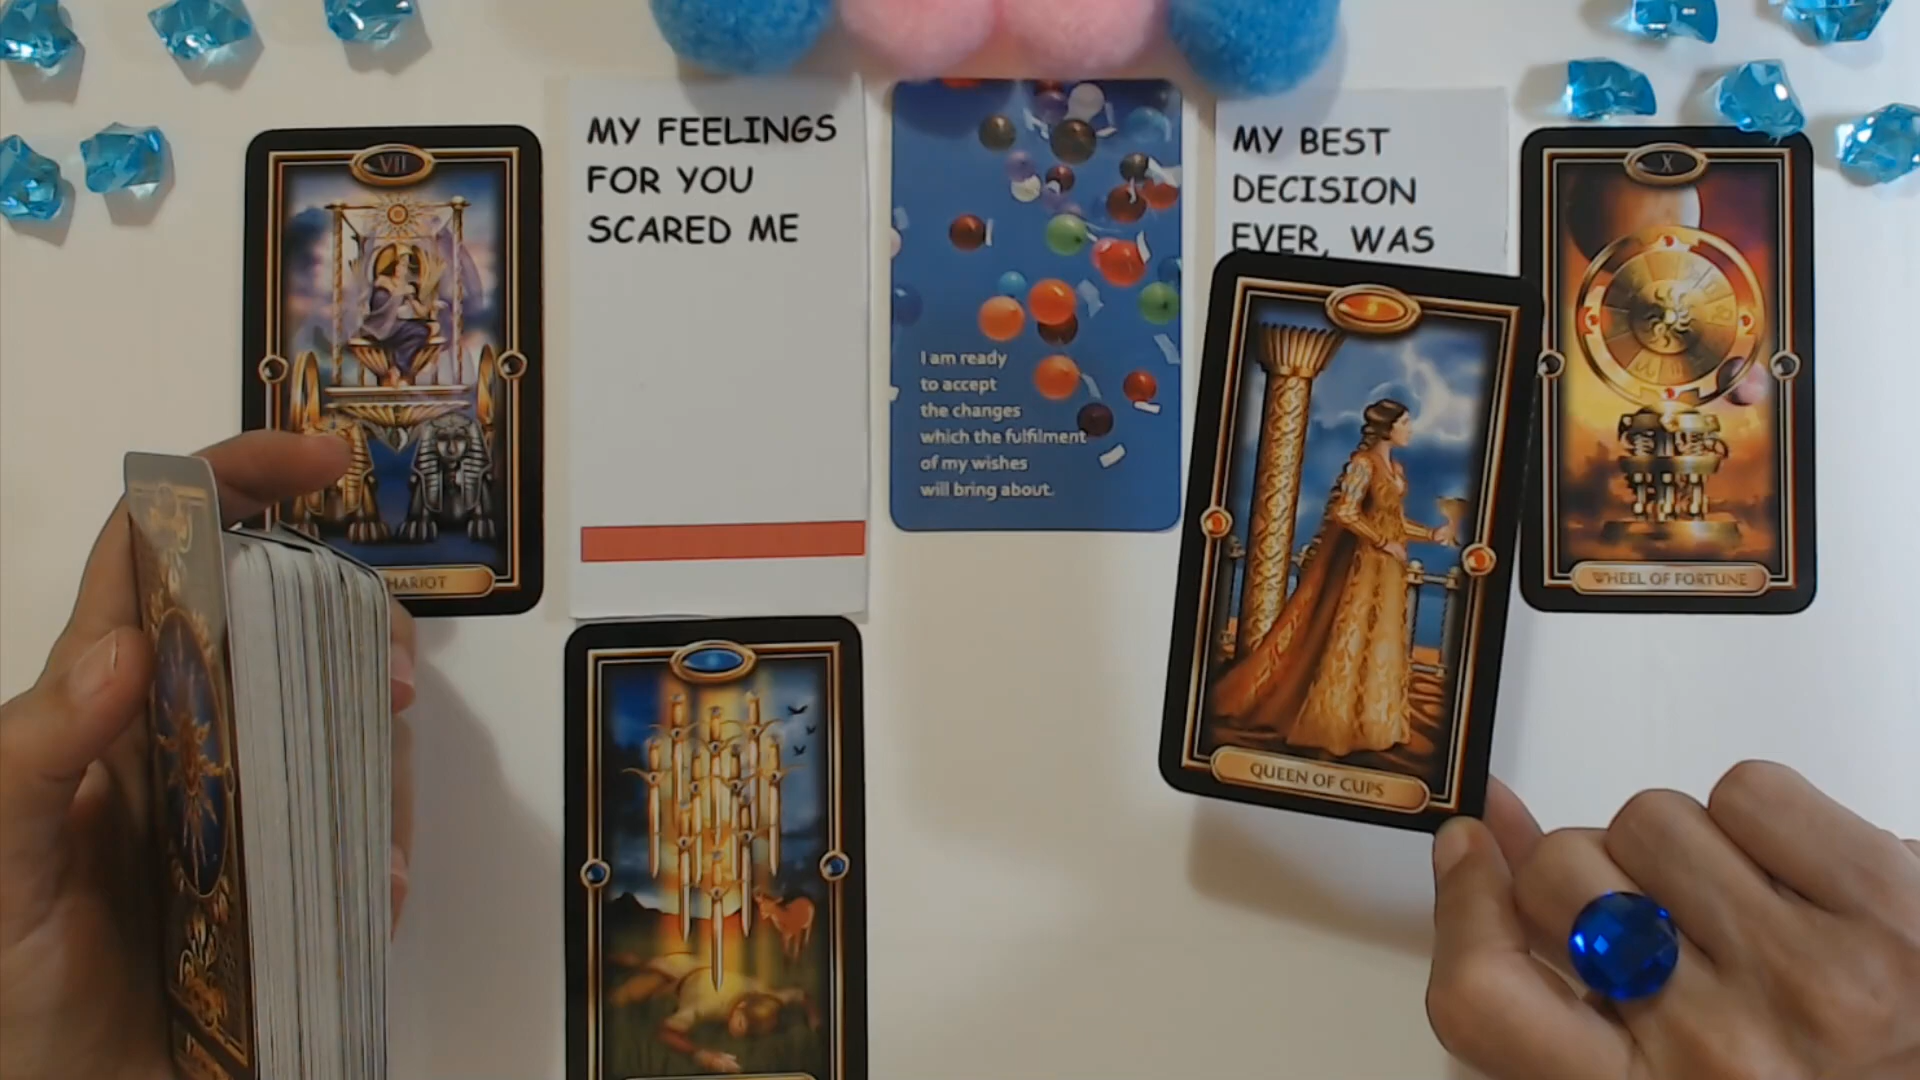 VII
HARIOT
MY FEELINGS
FOR YOU
SCARED ME
I am ready
to accept
the changes
which the fulfilment
of my wishes
will bring about.
MY BEST
DECISION
EVER, WAS
QUEEN OF CUPS
X
WHEEL OF FORTUNE